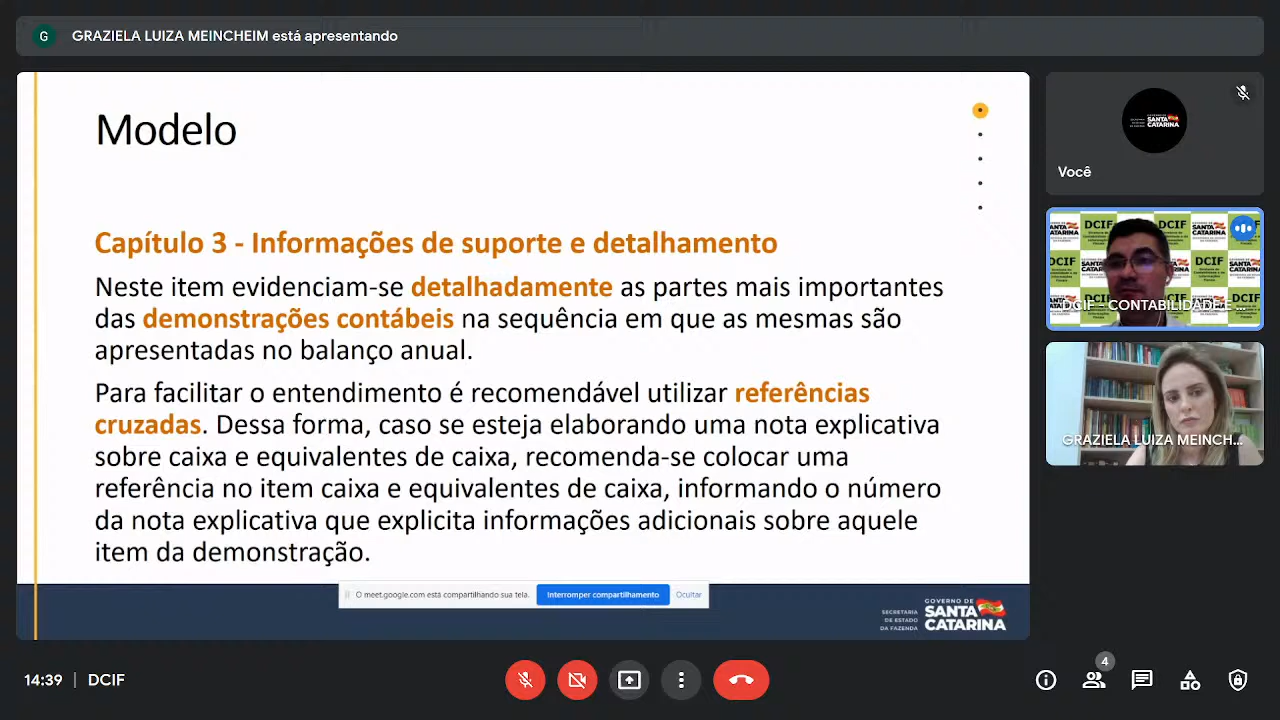 G GRAZIELA LUIZA MEINCHEIM está apresentando
Modelo
Capítulo 3 - Informações de suporte e detalhamento
Neste item evidenciam-se detalhadamente as partes mais importantes
das demonstrações contábeis na sequência em que as mesmas são
apresentadas no balanço anual.
Para facilitar o entendimento é recomendável utilizar referências
cruzadas. Dessa forma, caso se esteja elaborando uma nota explicativa
sobre caixa e equivalentes de caixa, recomenda-se colocar uma
referência no item caixa e equivalentes de caixa, informando o número
da nota explicativa que explicita informações adicionais sobre aquele
item da demonstração.
O meet.google.com está compartilhando sua tela.
Interromper compartilhamento
Ocultar
SECRETARIA
DE ESTADO
DA FAZENDA
GOVERNO DE
SANTA
CATARINA
SANTA
CATARINA
Você
DCIF
DCIF - CONTABILIDADE E ...
GRAZIELA LUIZA MEINCH...
14:39 | DCIF
4